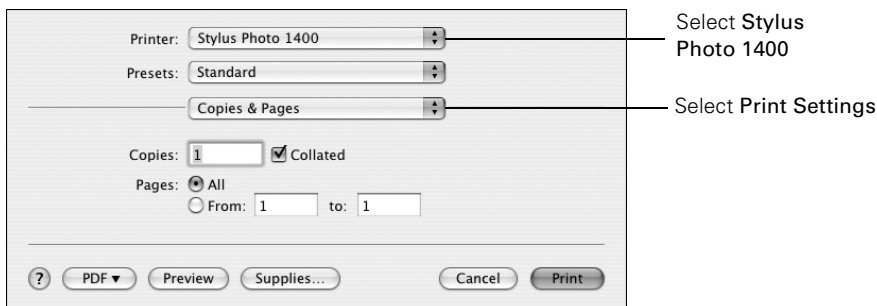 Printer: Stylus Photo 1400
Select Stylus
Photo 1400
Presets: Standard
Copies & Pages
Select Print Settings
Copies: 1 Collated
Pages: All
From: 1 to: 1
? PDF ▼ Preview Supplies... Cancel Print